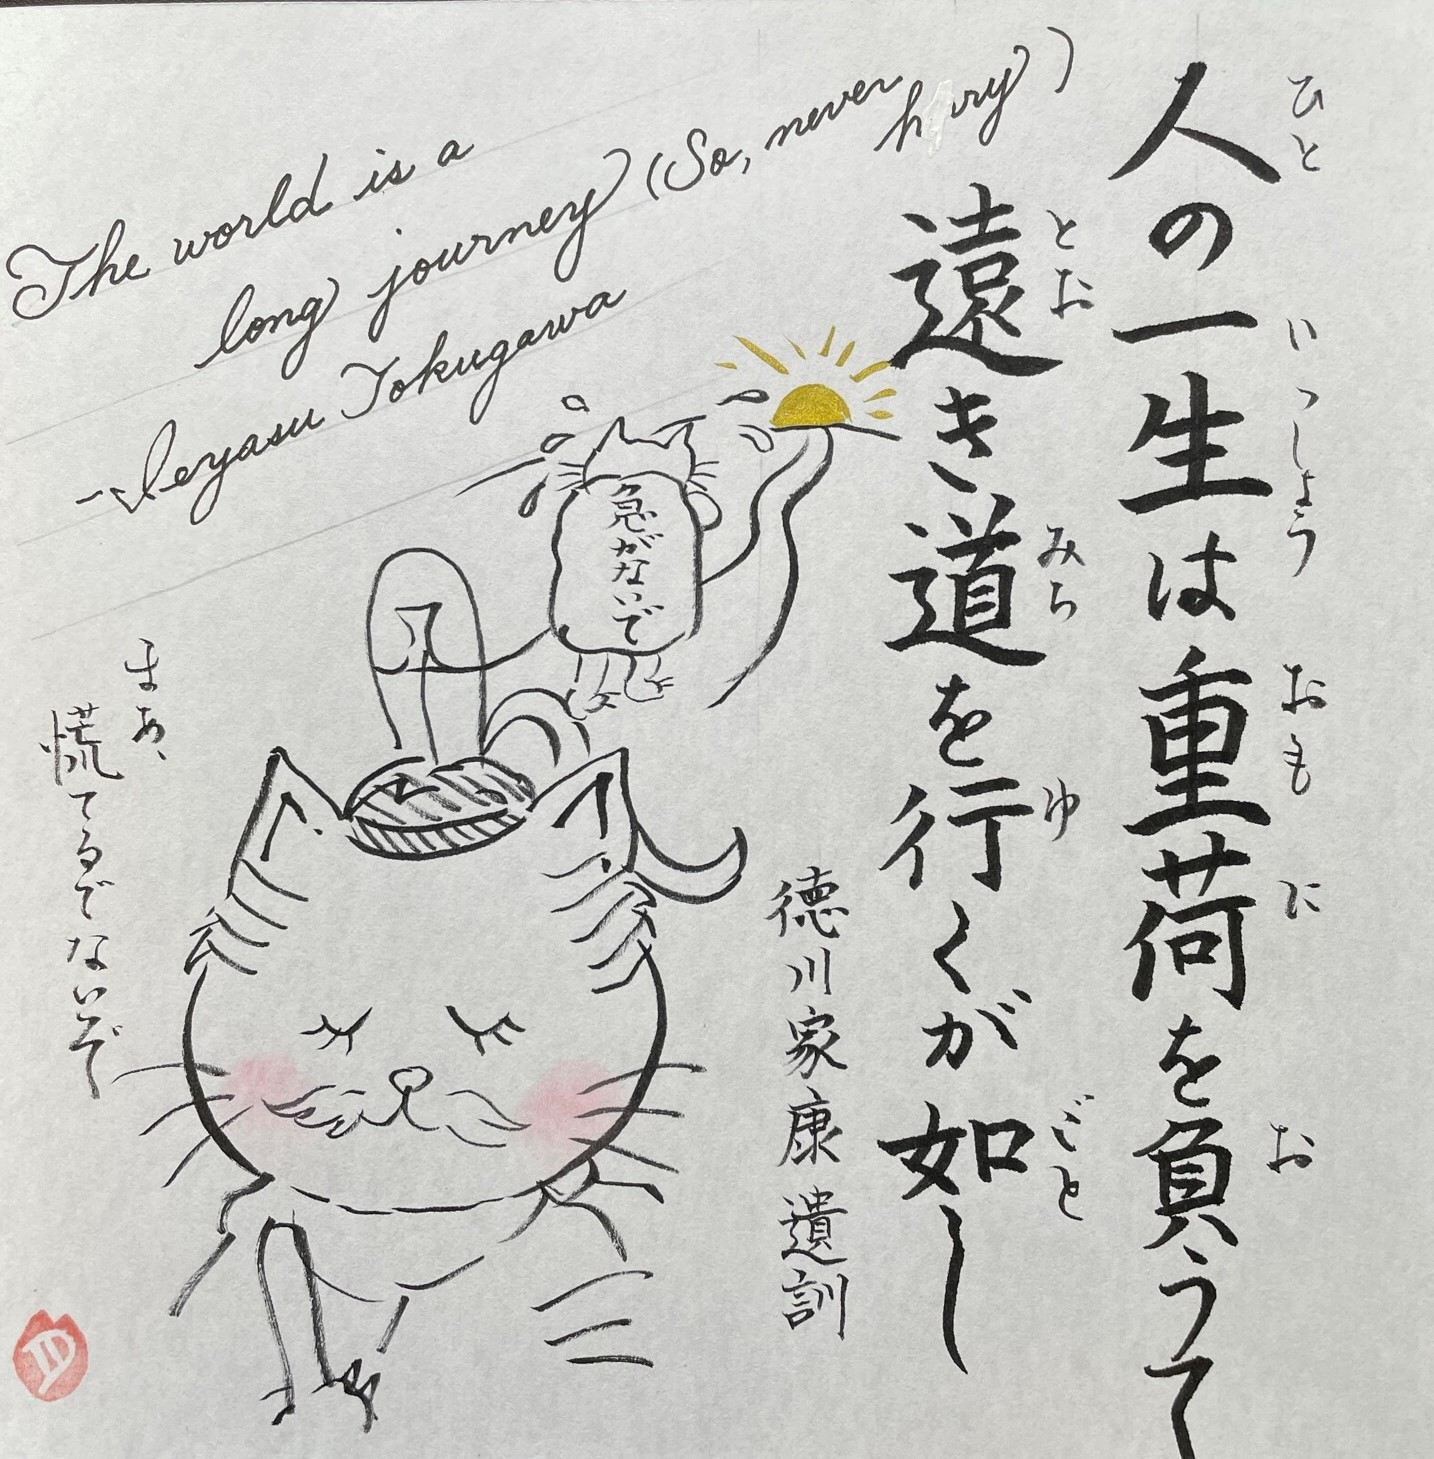 The world is a
long journey (So, never
hurry)
-Ieyasu Tokugawa
ひと いっしょう おもに お
人の一生は重荷を負うて
とお みち ゆ ごと
遠き道を行くが如し
徳川家康遺訓
急がないで
まあ、
慌てるでないぞ